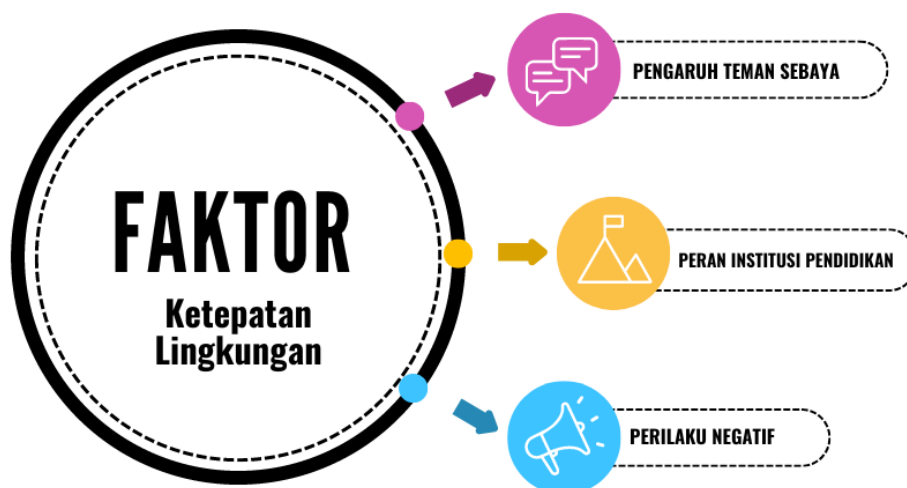 FAKTOR
Ketepatan
Lingkungan
PENGARUH TEMAN SEBAYA
PERAN INSTITUSI PENDIDIKAN
PERILAKU NEGATIF